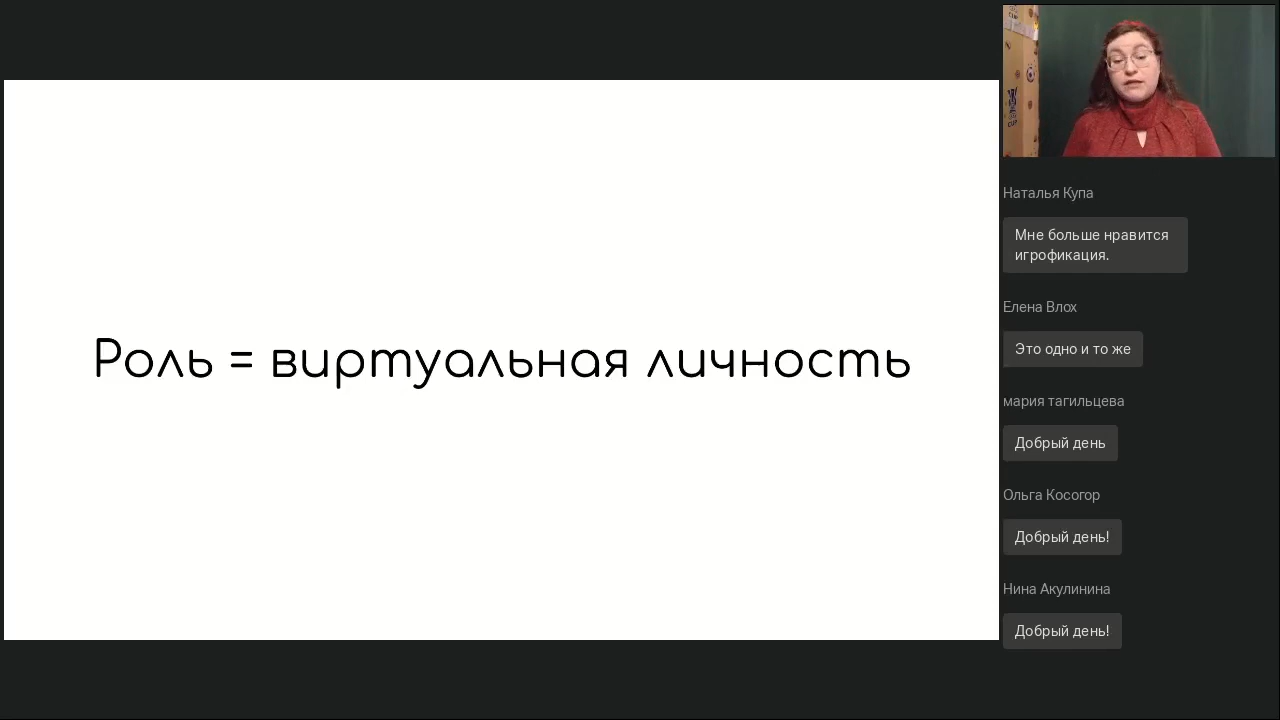 Роль = виртуальная личность
Наталья Купа
Мне больше нравится
игрофикация.
Елена Влох
Это одно и то же
мария тагильцева
Добрый день
Ольга Косогор
Добрый день!
Нина Акулинина
Добрый день!